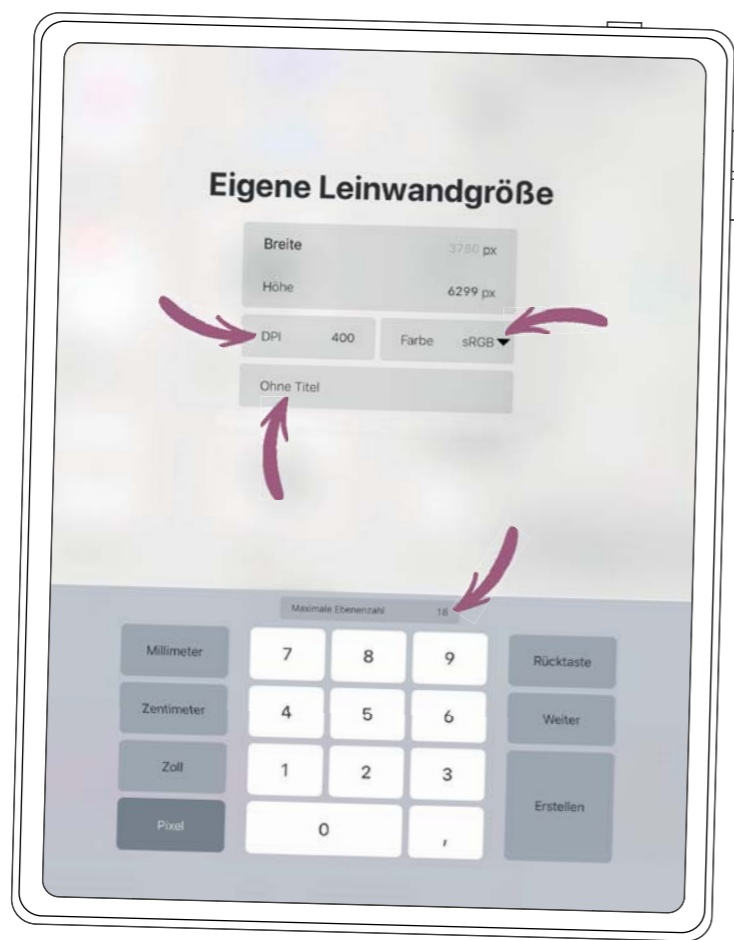 Eigene Leinwandgröße
Breite 3780 px
Höhe 6299 px
DPI 400 Farbe sRGB
Ohne Titel
Maximale Ebenenzahl 18
Millimeter 7 8 9 Rücktaste
Zentimeter 4 5 6 Weiter
Zoll 1 2 3
Erstellen
Pixel 0 ,